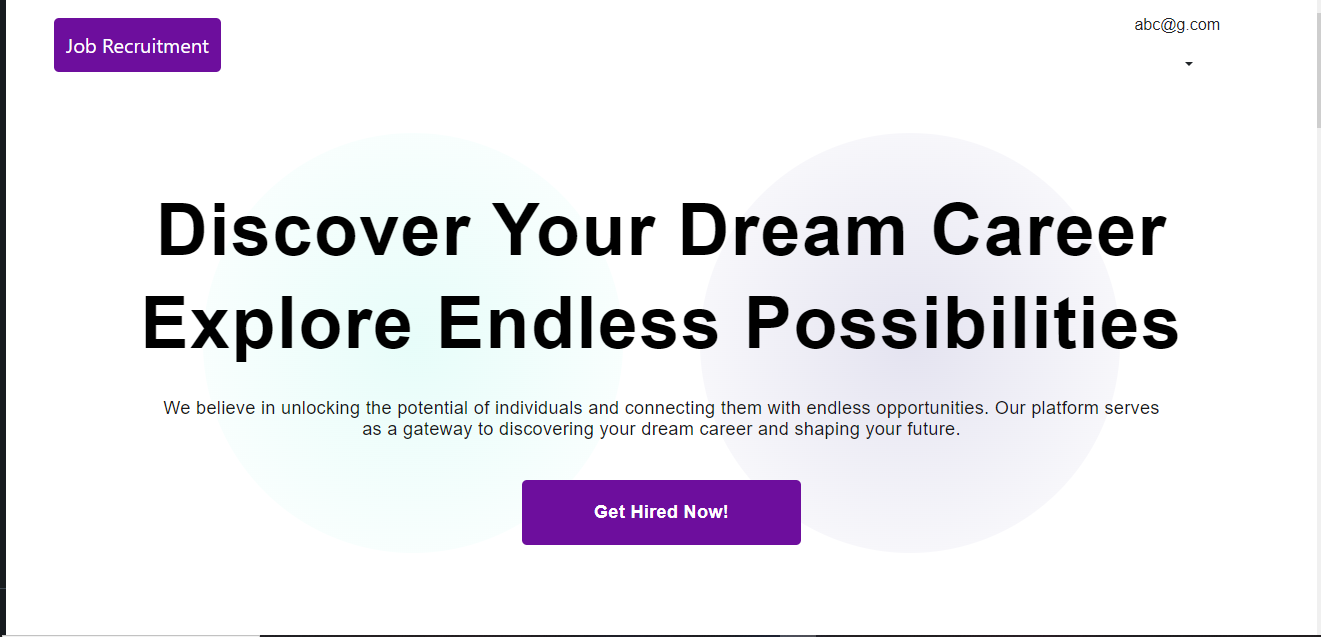 Job Recruitment
abc@g.com
Discover Your Dream Career
Explore Endless Possibilities
We believe in unlocking the potential of individuals and connecting them with endless opportunities. Our platform serves
as a gateway to discovering your dream career and shaping your future.
Get Hired Now!